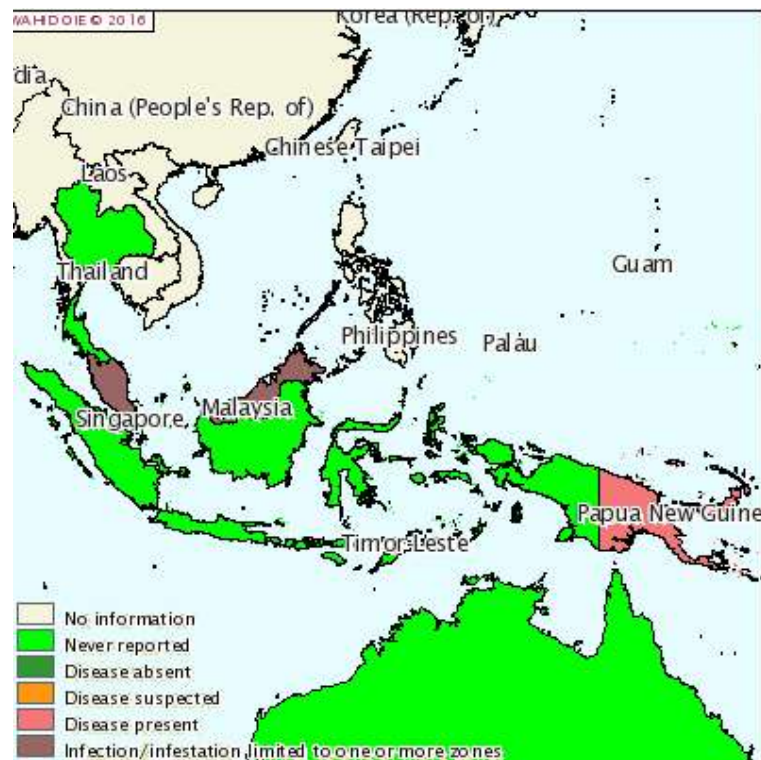 WAHID OIE © 2016
Korea (Rep. of)
dia
China (People's Rep. of)
Chinese Taipei
Laos
Guam
Thailand
Philippines
Palau
Singapore
Malaysia
Papua New Guine
Timor-Leste
No information
Never reported
Disease absent
Disease suspected
Disease present
Infection/infestation limited to one or more zones